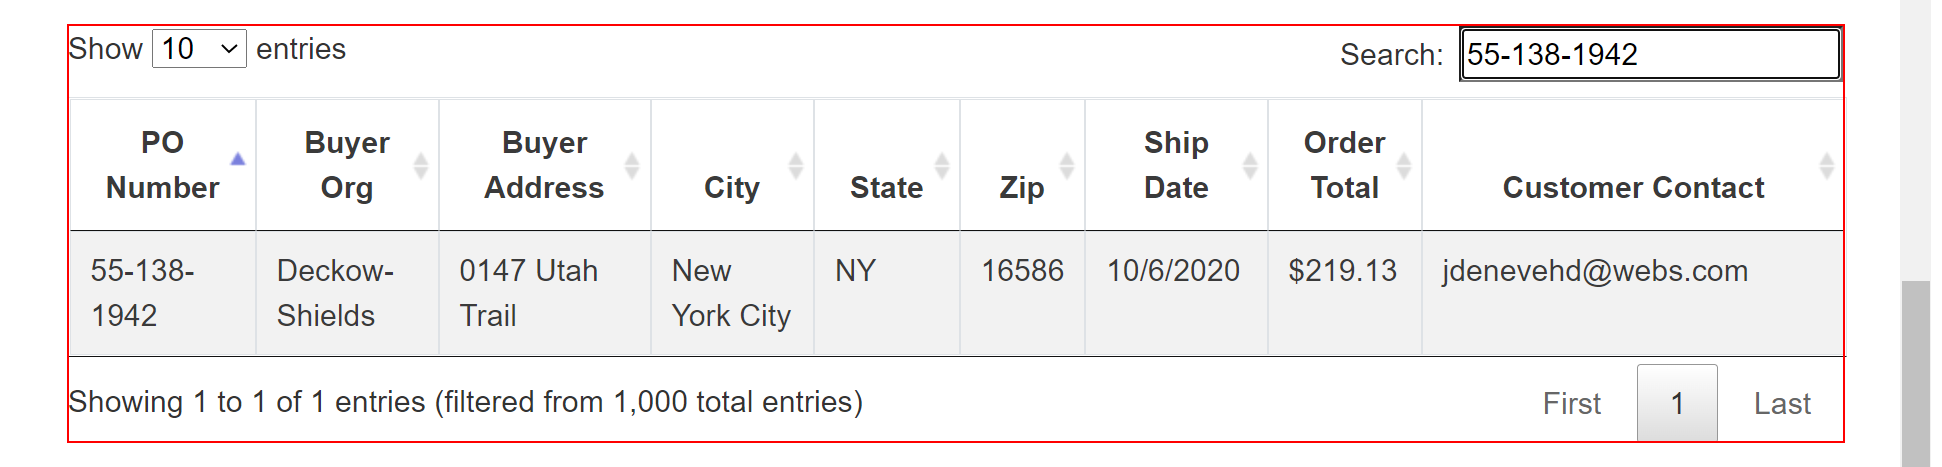 Show 10 entries Search: 55-138-1942
PO Number Buyer Org Buyer Address City State Zip Ship Date Order Total Customer Contact
55-138-1942 Deckow-Shields 0147 Utah Trail New York City NY 16586 10/6/2020 $219.13 jdenevehd@webs.com
Showing 1 to 1 of 1 entries (filtered from 1,000 total entries) First 1 Last